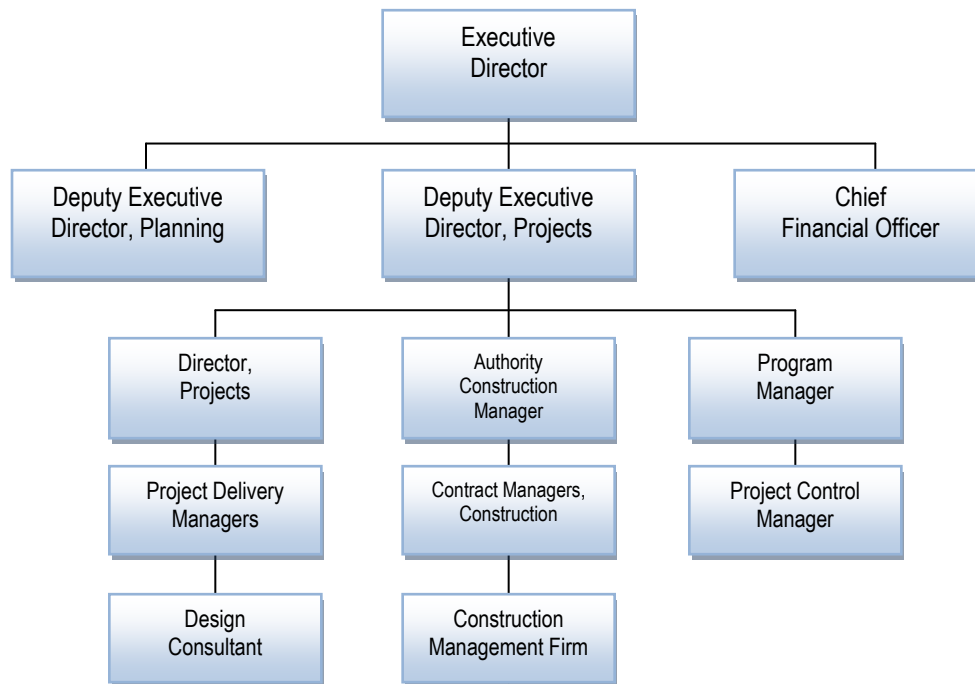 Executive
Director
Deputy Executive
Director, Planning
Deputy Executive
Director, Projects
Chief
Financial Officer
Director,
Projects
Authority
Construction
Manager
Program
Manager
Project Delivery
Managers
Contract Managers,
Construction
Project Control
Manager
Design
Consultant
Construction
Management Firm